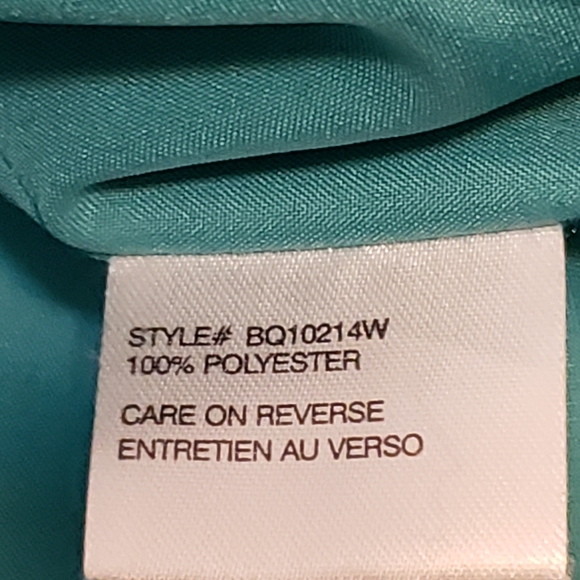 STYLE# BQ10214W
100% POLYESTER
CARE ON REVERSE
ENTRETIEN AU VERSO